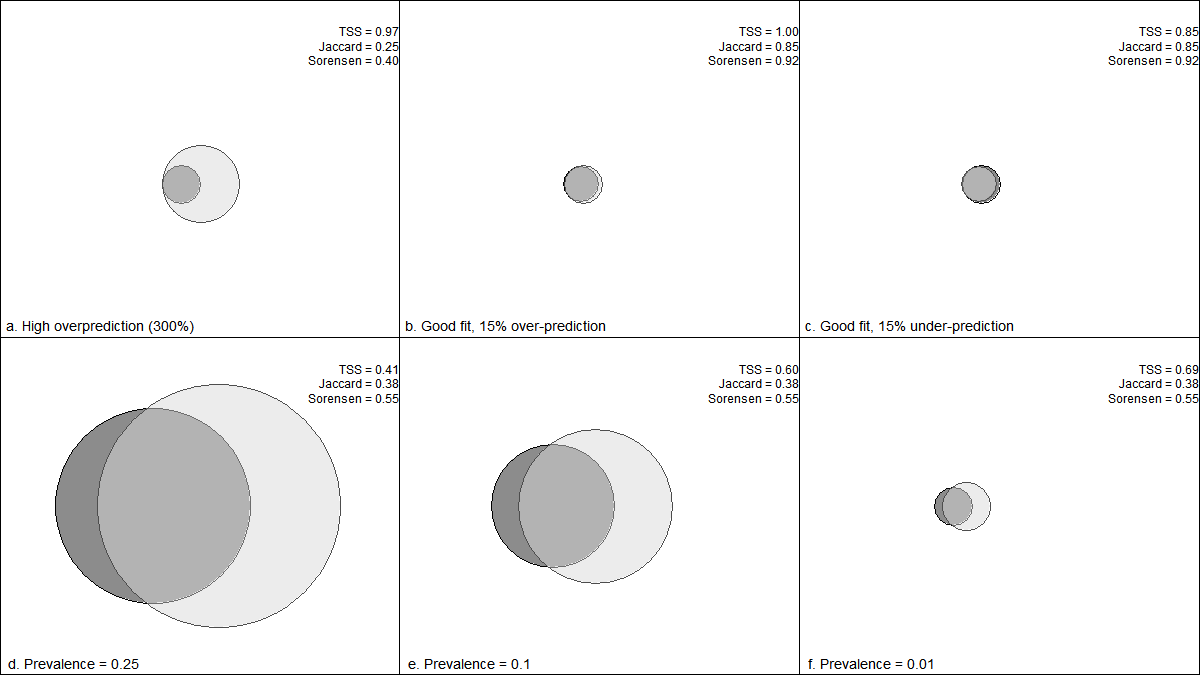 TSS = 0.97
Jaccard = 0.25
Sorensen = 0.40
a. High overprediction (300%)
TSS = 1.00
Jaccard = 0.85
Sorensen = 0.92
b. Good fit, 15% over-prediction
TSS = 0.85
Jaccard = 0.85
Sorensen = 0.92
c. Good fit, 15% under-prediction
TSS = 0.41
Jaccard = 0.38
Sorensen = 0.55
d. Prevalence = 0.25
TSS = 0.60
Jaccard = 0.38
Sorensen = 0.55
e. Prevalence = 0.1
TSS = 0.69
Jaccard = 0.38
Sorensen = 0.55
f. Prevalence = 0.01